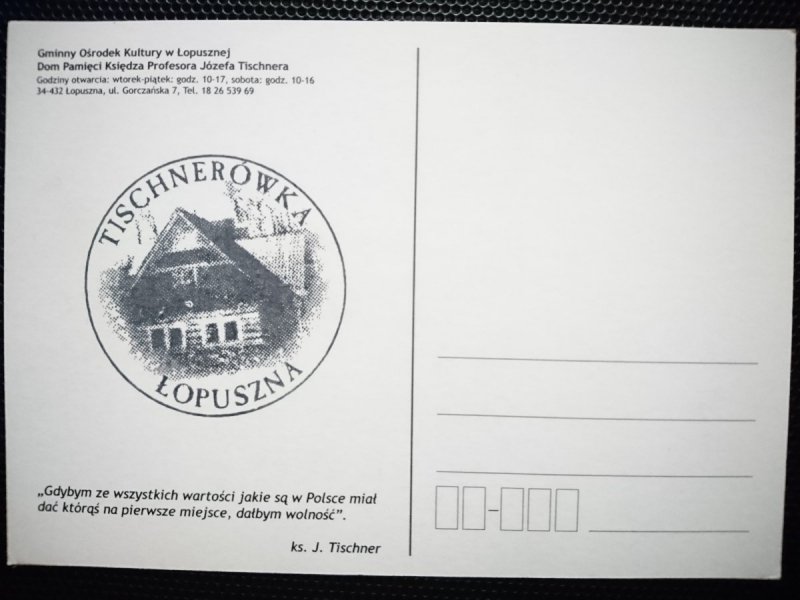 Gminny Ośrodek Kultury w Łopusznej
Dom Pamięci Księdza Profesora Józefa Tischnera
Godziny otwarcia: wtorek-piątek: godz. 10-17, sobota: godz. 10-16
34-432 Łopuszna, ul. Gorczańska 7, Tel. 18 26 539 69
TISCHNERÓWKA
ŁOPUSZNA
„Gdybym ze wszystkich wartości jakie są w Polsce miał
dać którąś na pierwsze miejsce, dałbym wolność”.
ks. J. Tischner